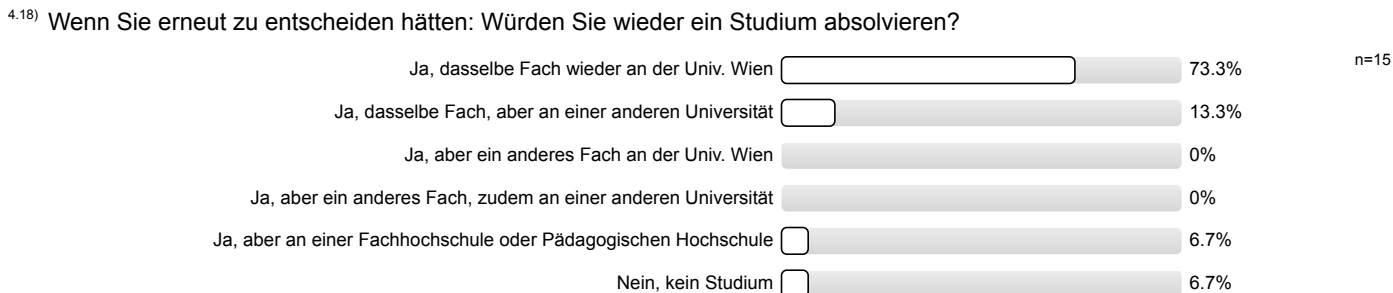 4.18) Wenn Sie erneut zu entscheiden hätten: Würden Sie wieder ein Studium absolvieren?
Ja, dasselbe Fach wieder an der Univ. Wien 73.3% n=15
Ja, dasselbe Fach, aber an einer anderen Universität 13.3%
Ja, aber ein anderes Fach an der Univ. Wien 0%
Ja, aber ein anderes Fach, zudem an einer anderen Universität 0%
Ja, aber an einer Fachhochschule oder Pädagogischen Hochschule 6.7%
Nein, kein Studium 6.7%